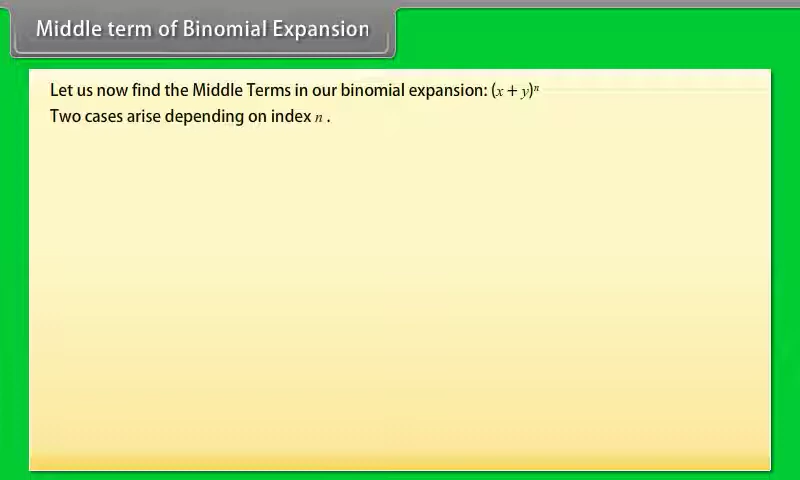 Middle term of Binomial Expansion
Let us now find the Middle Terms in our binomial expansion: (x + y)ⁿ
Two cases arise depending on index n .